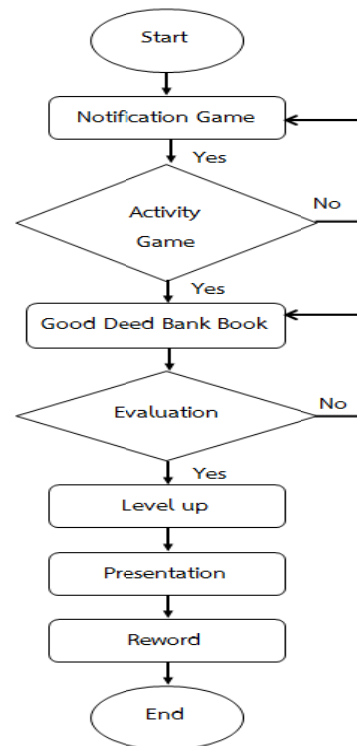 Start
Notification Game
Yes
Activity
Game
No
Yes
Good Deed Bank Book
Evaluation
No
Yes
Level up
Presentation
Reword
End